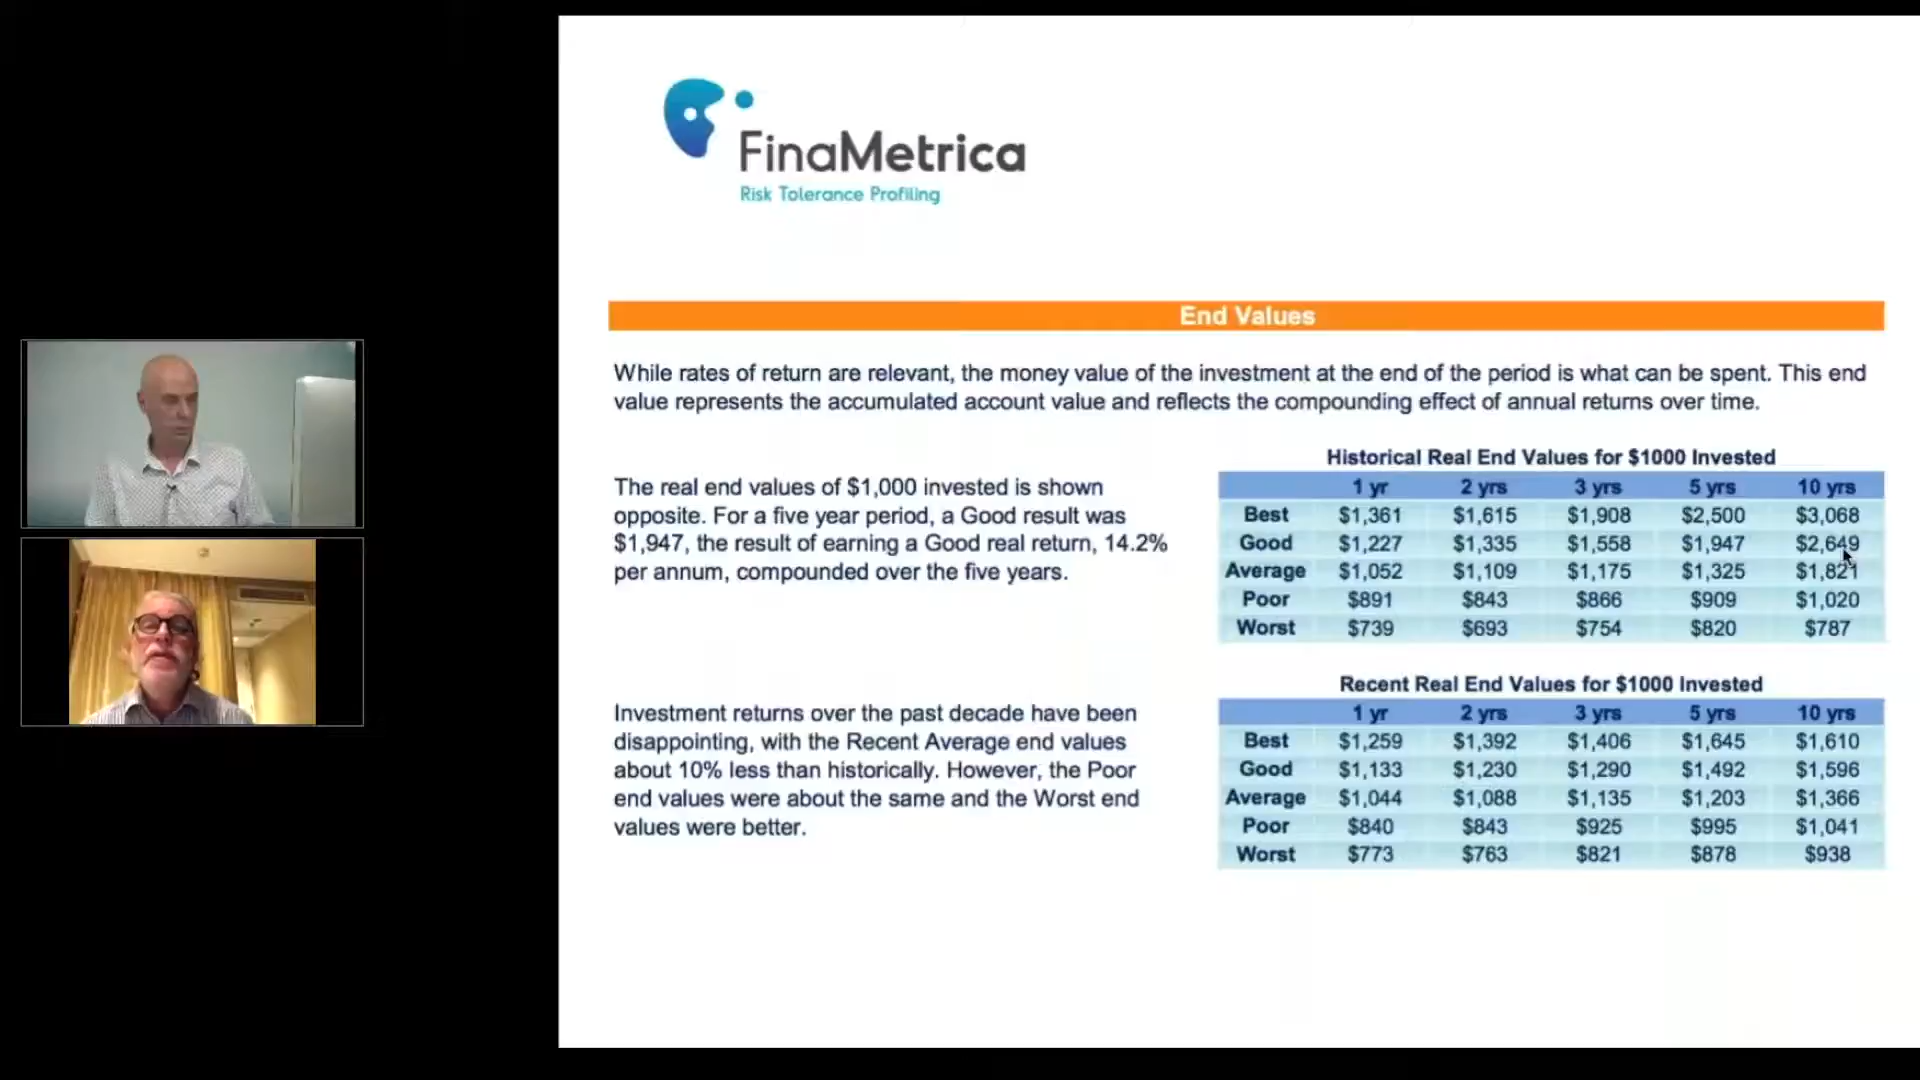 FinaMetrica
Risk Tolerance Profiling
End Values
While rates of return are relevant, the money value of the investment at the end of the period is what can be spent. This end
value represents the accumulated account value and reflects the compounding effect of annual returns over time.
The real end values of $1,000 invested is shown
opposite. For a five year period, a Good result was
$1,947, the result of earning a Good real return, 14.2%
per annum, compounded over the five years.
Historical Real End Values for $1000 Invested
1 yr 2 yrs 3 yrs 5 yrs 10 yrs
Best $1,361 $1,615 $1,908 $2,500 $3,068
Good $1,227 $1,335 $1,558 $1,947 $2,649
Average $1,052 $1,109 $1,175 $1,325 $1,821
Poor $891 $843 $866 $909 $1,020
Worst $739 $693 $754 $820 $787
Investment returns over the past decade have been
disappointing, with the Recent Average end values
about 10% less than historically. However, the Poor
end values were about the same and the Worst end
values were better.
Recent Real End Values for $1000 Invested
1 yr 2 yrs 3 yrs 5 yrs 10 yrs
Best $1,259 $1,392 $1,406 $1,645 $1,610
Good $1,133 $1,230 $1,290 $1,492 $1,596
Average $1,044 $1,088 $1,135 $1,203 $1,366
Poor $840 $843 $925 $995 $1,041
Worst $773 $763 $821 $878 $938